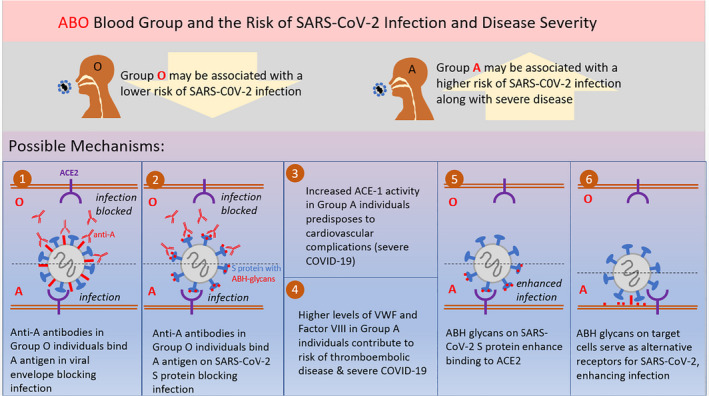 ABO Blood Group and the Risk of SARS-CoV-2 Infection and Disease Severity
O
Group O may be associated with a
lower risk of SARS-C0V-2 infection
A
Group A may be associated with a
higher risk of SARS-C0V-2 infection
along with severe disease
Possible Mechanisms:
1
ACE2
O
infection
blocked
anti-A
A
infection
Anti-A antibodies in
Group O individuals bind
A antigen in viral
envelope blocking
infection
2
infection
blocked
S protein with
ABH-glycans
infection
Anti-A antibodies in
Group O individuals bind
A antigen on SARS-CoV-2
S protein blocking
infection
3
Increased ACE-1 activity
in Group A individuals
predisposes to
cardiovascular
complications (severe
COVID-19)
4
Higher levels of VWF and
Factor VIII in Group A
individuals contribute to
risk of thromboembolic
disease & severe COVID-19
5
O
A
enhanced
infection
ABH glycans on SARS-
CoV-2 S protein enhance
binding to ACE2
6
O
A
ABH glycans on target
cells serve as alternative
receptors for SARS-CoV-2,
enhancing infection